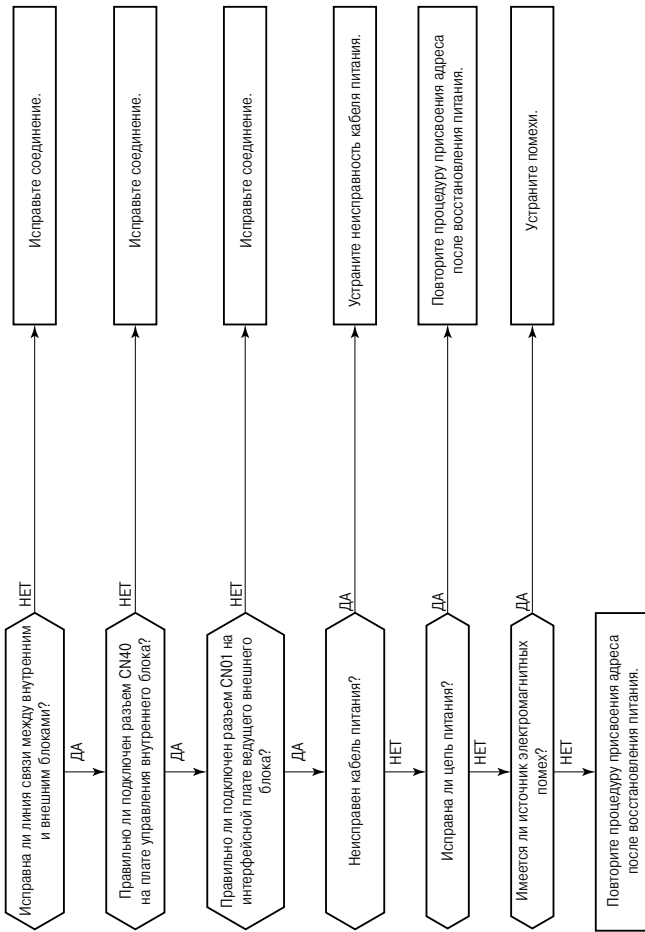 Исправна ли линия связи между внутренним
и внешним блоками?
НЕТ
Исправьте соединение.
ДА
Правильно ли подключен разъем CN40
на плате управления внутреннего блока?
НЕТ
Исправьте соединение.
ДА
Правильно ли подключен разъем CN01 на
интерфейсной плате ведущего внешнего
блока?
НЕТ
Исправьте соединение.
ДА
Неисправен кабель питания?
ДА
Устраните неисправность кабеля питания.
НЕТ
Исправна ли цепь питания?
ДА
Повторите процедуру присвоения адреса
после восстановления питания.
НЕТ
Имеется ли источник электромагнитных
помех?
ДА
Устраните помехи.
НЕТ
Повторите процедуру присвоения адреса
после восстановления питания.